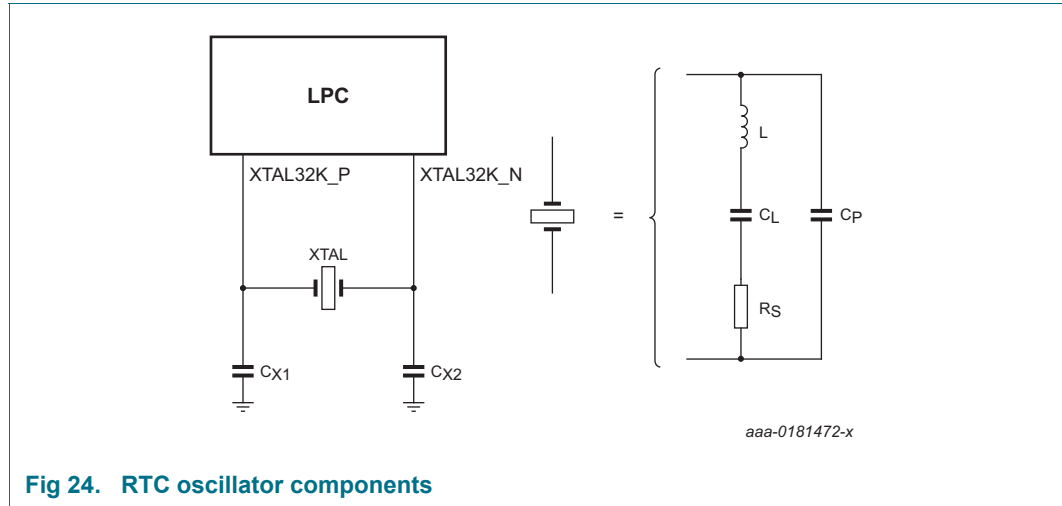 LPC
XTAL32K_P
XTAL32K_N
XTAL
CX1
CX2
=
L
CL
CP
RS
aaa-0181472-x
Fig 24. RTC oscillator components